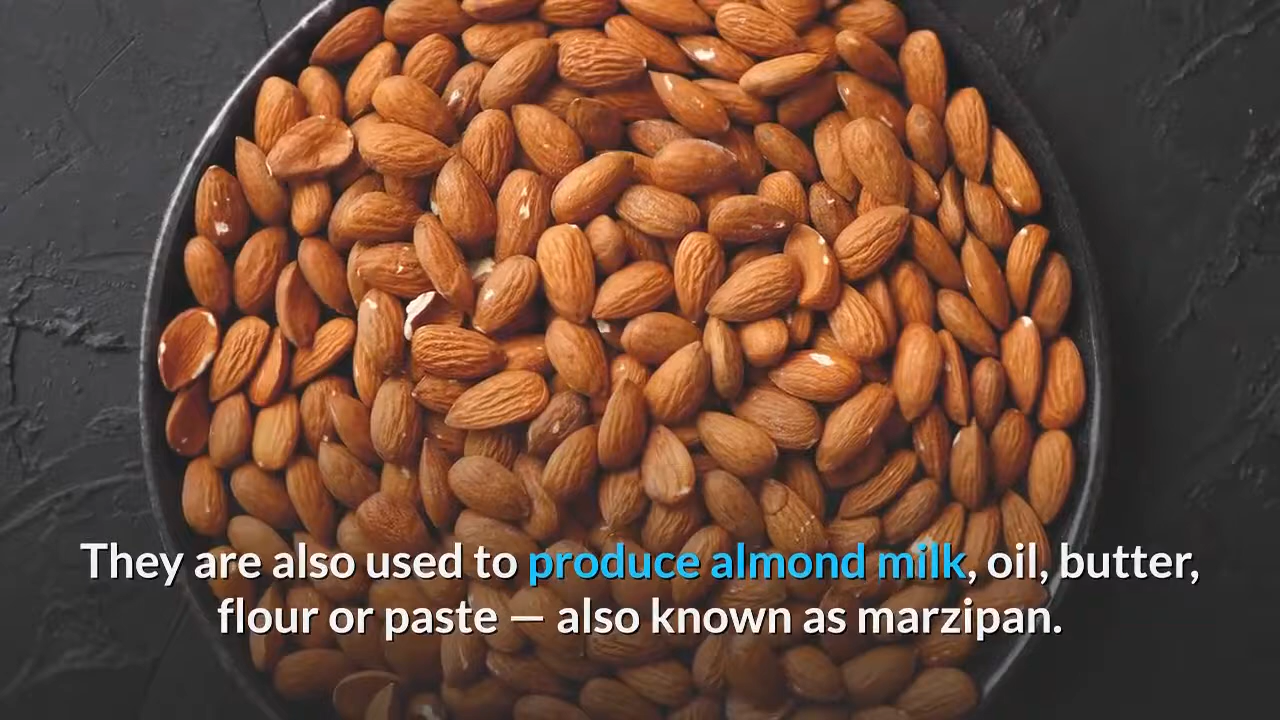 They are also used to produce almond milk, oil, butter,
flour or paste — also known as marzipan.